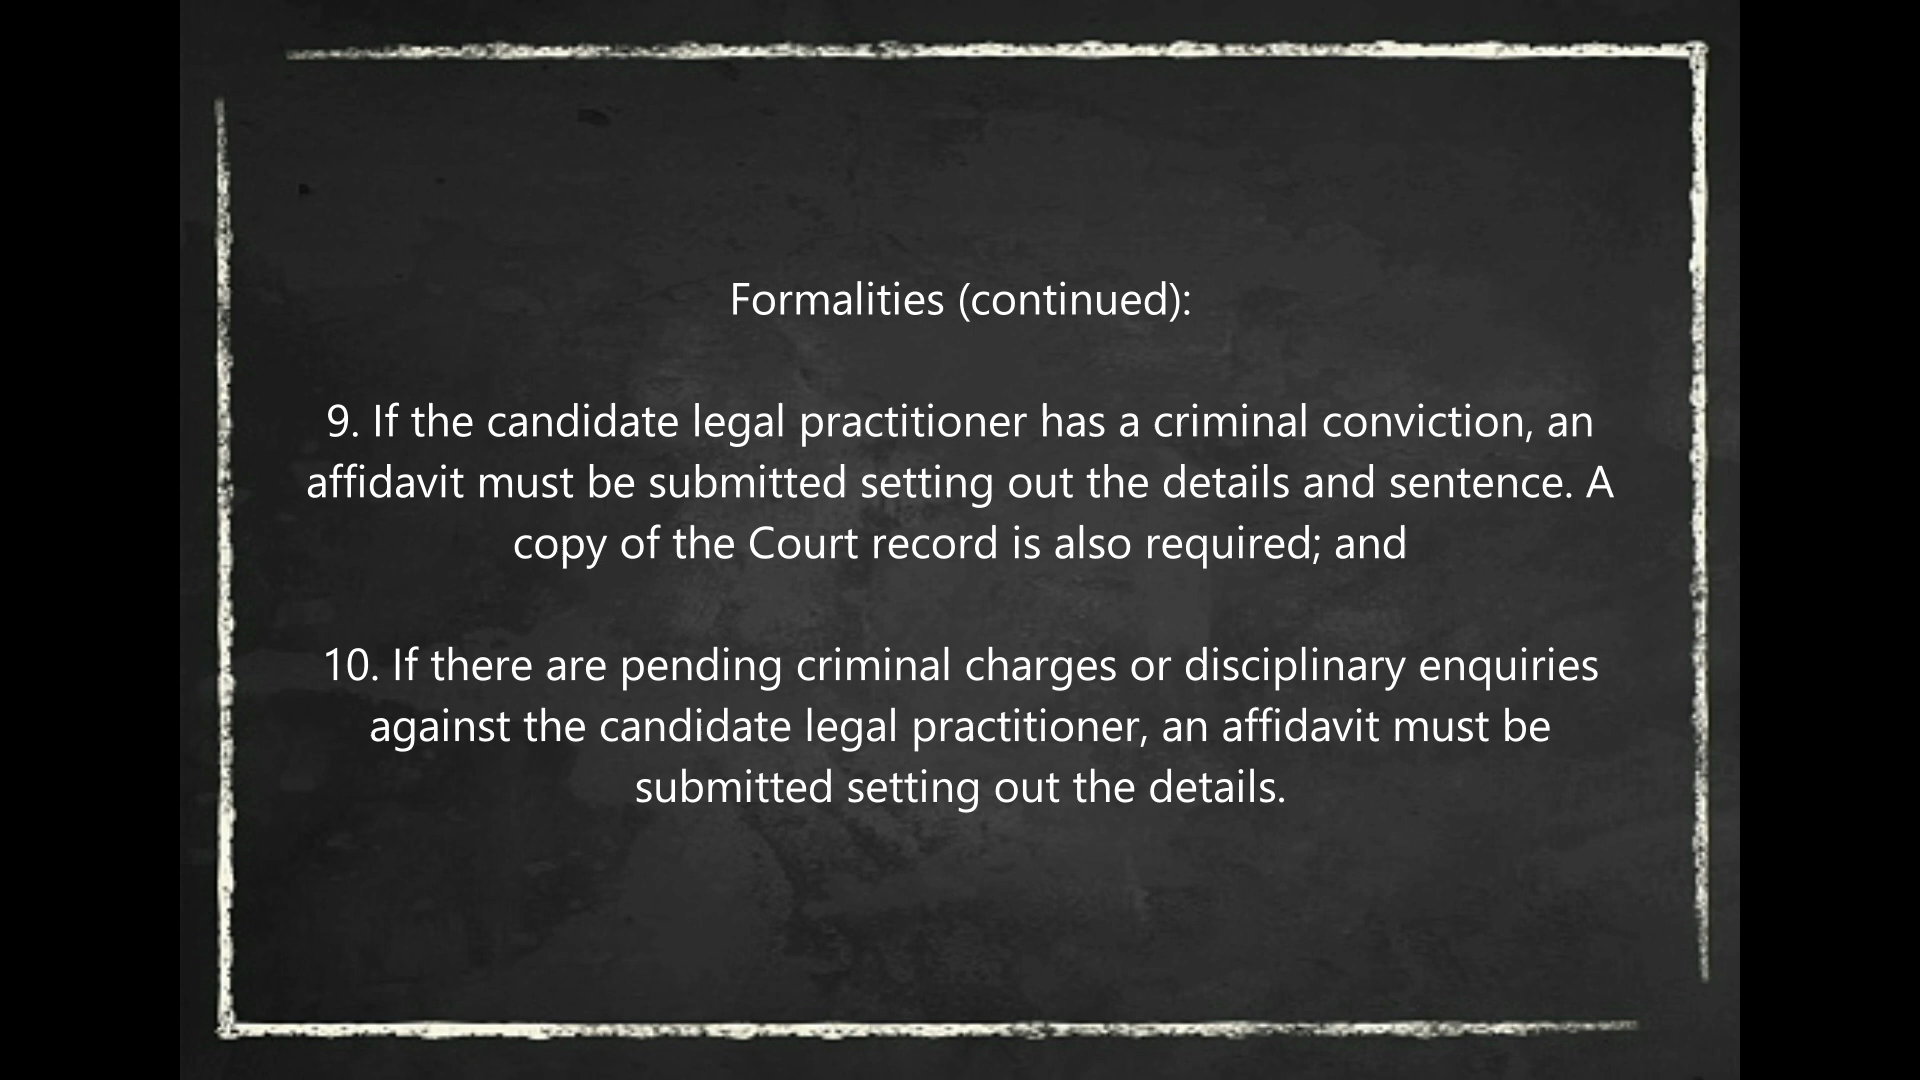 Formalities (continued):
9. If the candidate legal practitioner has a criminal conviction, an
affidavit must be submitted setting out the details and sentence. A
copy of the Court record is also required; and
10. If there are pending criminal charges or disciplinary enquiries
against the candidate legal practitioner, an affidavit must be
submitted setting out the details.